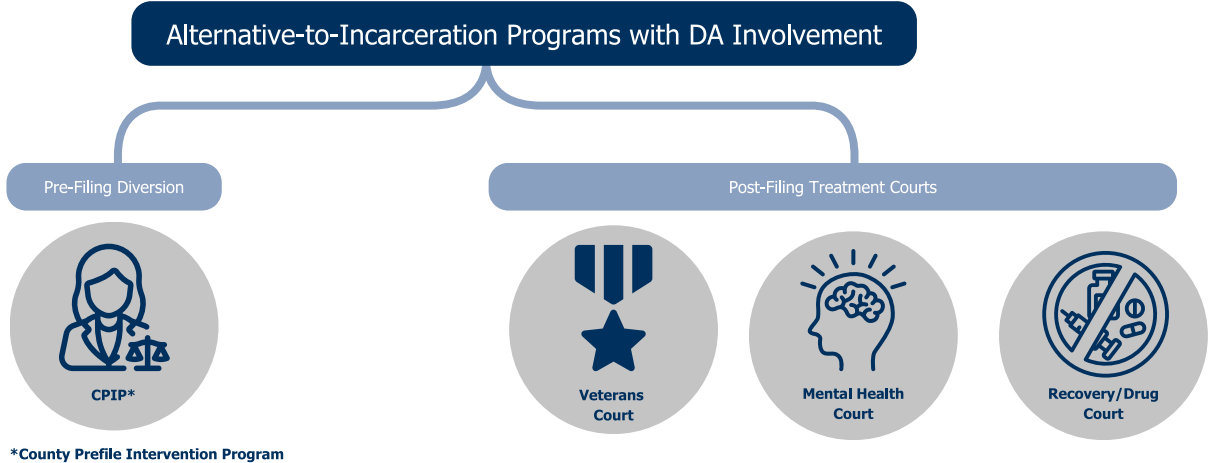 Alternative-to-Incarceration Programs with DA Involvement
Pre-Filing Diversion
Post-Filing Treatment Courts
CPIP*
Veterans
Court
Mental Health
Court
Recovery/Drug
Court
*County Prefile Intervention Program